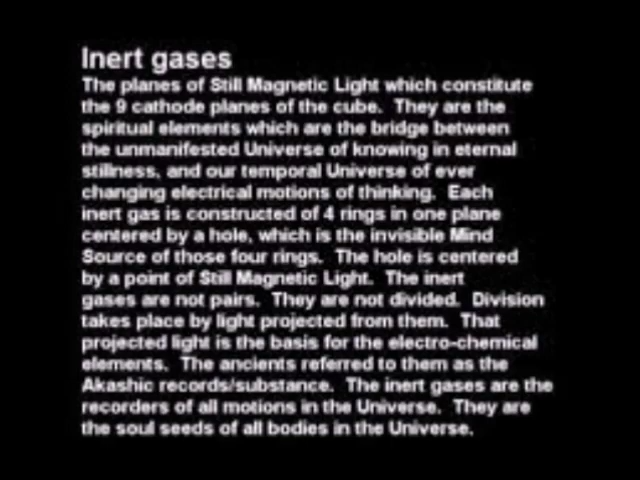 Inert gases
The planes of Still Magnetic Light which constitute
the 9 cathode planes of the cube. They are the
spiritual elements which are the bridge between
the unmanifested Universe of knowing in eternal
stillness, and our temporal Universe of ever
changing electrical motions of thinking. Each
inert gas is constructed of 4 rings in one plane
centered by a hole, which is the invisible Mind
Source of those four rings. The hole is centered
by a point of Still Magnetic Light. The inert
gases are not pairs. They are not divided. Division
takes place by light projected from them. That
projected light is the basis for the electro-chemical
elements. The ancients referred to them as the
Akashic records/substance. The inert gases are the
recorders of all motions in the Universe. They are
the soul seeds of all bodies in the Universe.